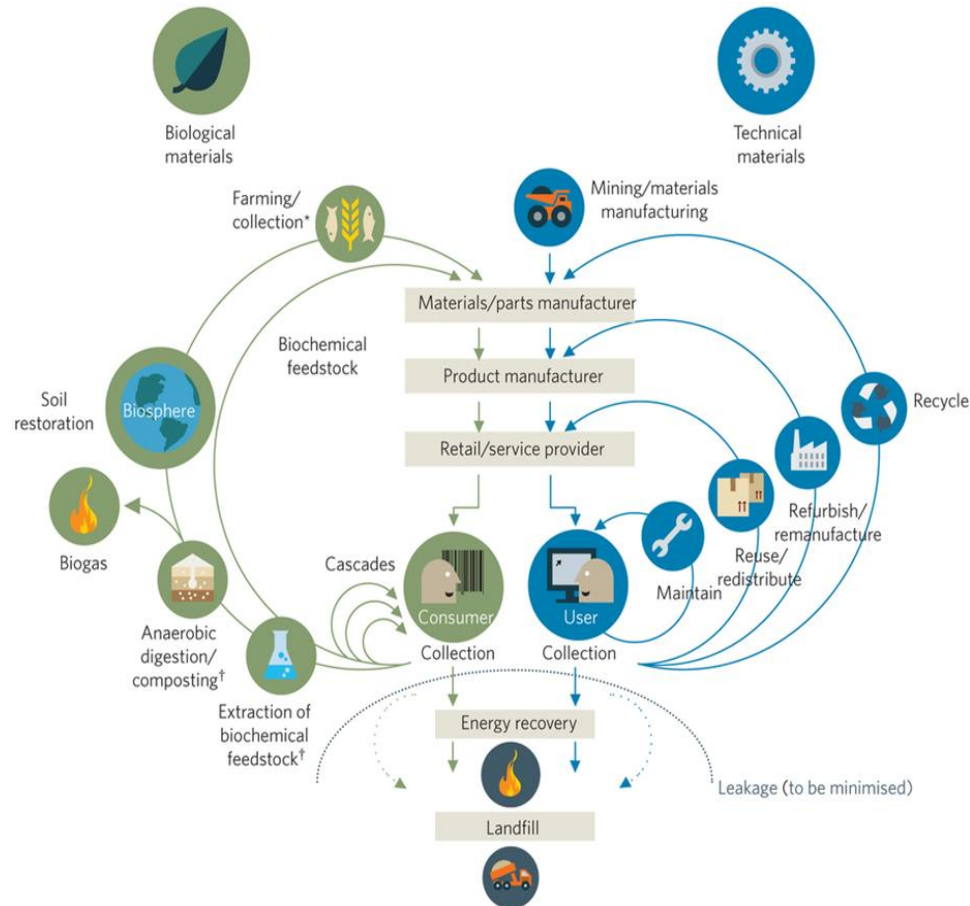 Biological
materials
Technical
materials
Farming/
collection*
Mining/materials
manufacturing
Materials/parts manufacturer
Biochemical
feedstock
Product manufacturer
Soil
restoration
Biosphere
Recycle
Retail/service provider
Biogas
Refurbish/
remanufacture
Reuse/
redistribute
Maintain
Cascades
Consumer
User
Collection
Collection
Anaerobic
digestion/
composting†
Extraction of
biochemical
feedstock†
Energy recovery
Leakage (to be minimised)
Landfill